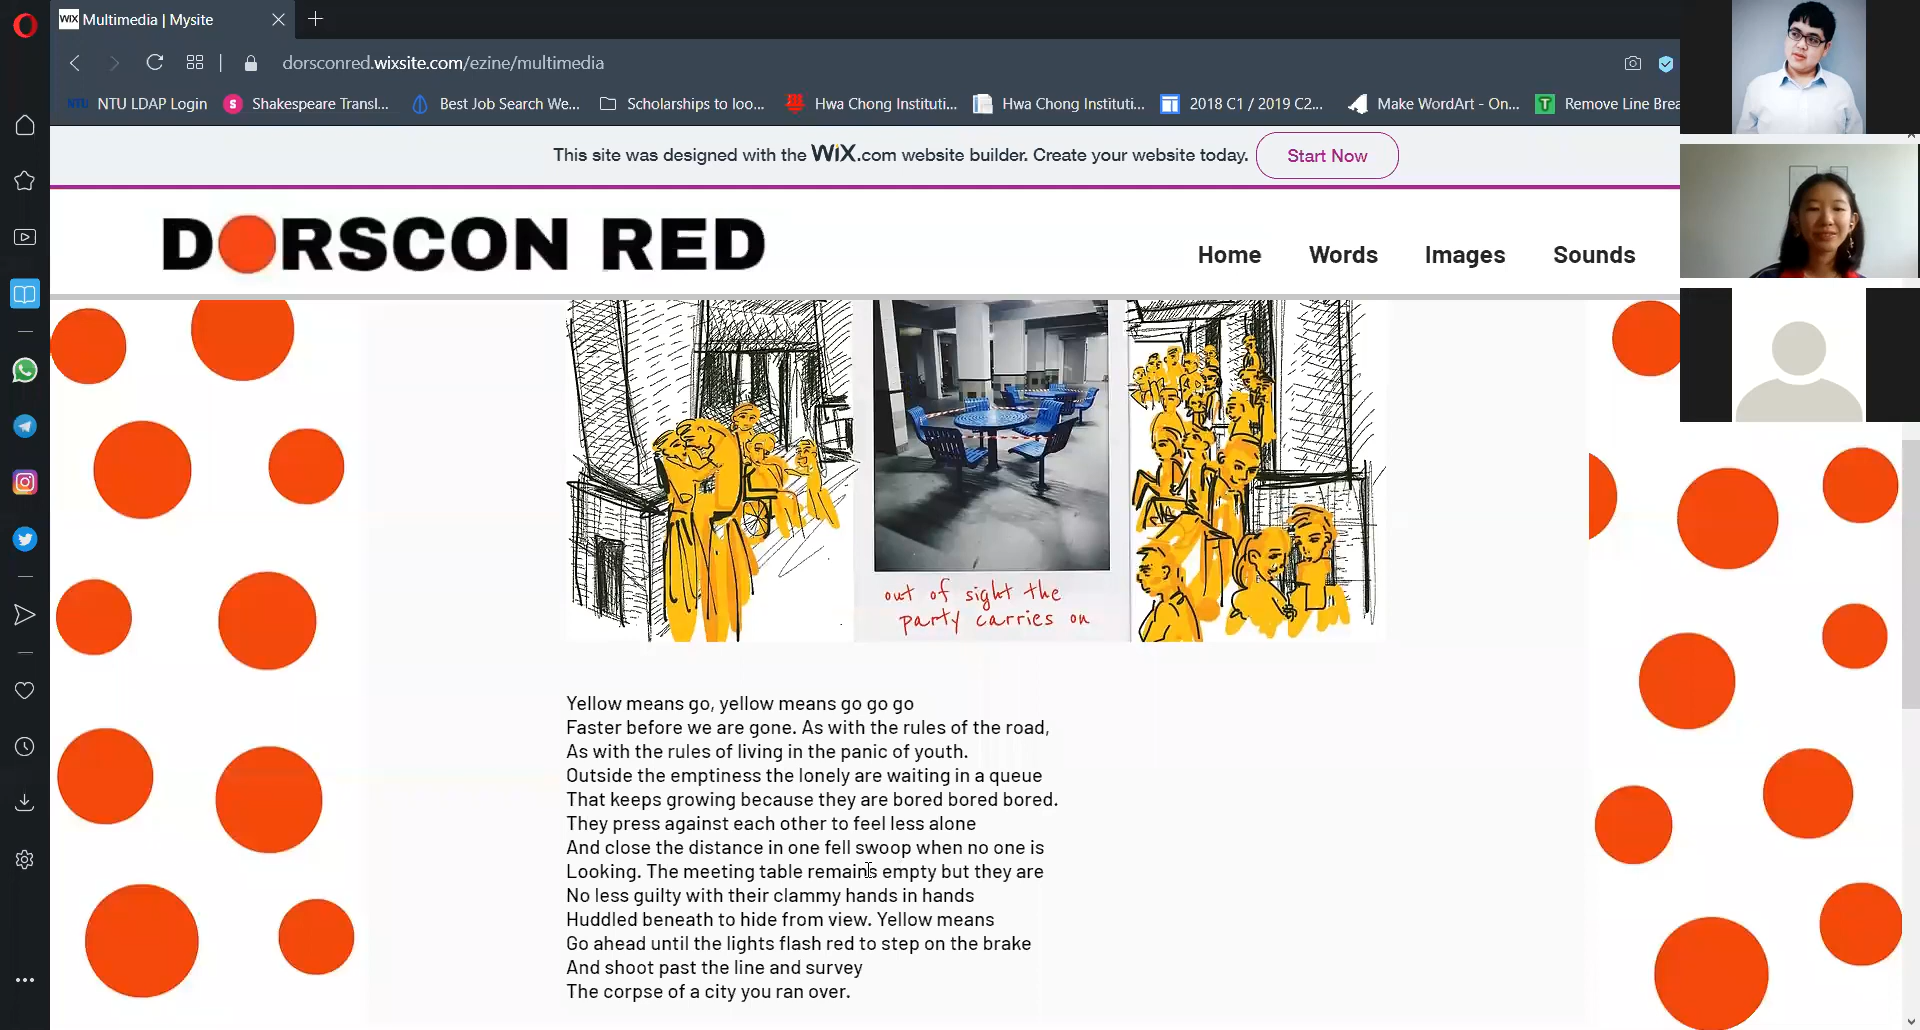 WiX Multimedia | Mysite
dorsconred.wixsite.com/ezine/multimedia
NTU NTU LDAP Login
S Shakespeare Transl...
Best Job Search We...
Scholarships to loo...
Hwa Chong Instituti...
Hwa Chong Instituti...
2018 C1 / 2019 C2...
Make WordArt - On...
T Remove Line Brea
This site was designed with the WiX.com website builder. Create your website today.
Start Now
DORSCON RED
Home
Words
Images
Sounds
out of sight the
party carries on
Yellow means go, yellow means go go go
Faster before we are gone. As with the rules of the road,
As with the rules of living in the panic of youth.
Outside the emptiness the lonely are waiting in a queue
That keeps growing because they are bored bored bored.
They press against each other to feel less alone
And close the distance in one fell swoop when no one is
Looking. The meeting table remains empty but they are
No less guilty with their clammy hands in hands
Huddled beneath to hide from view. Yellow means
Go ahead until the lights flash red to step on the brake
And shoot past the line and survey
The corpse of a city you ran over.